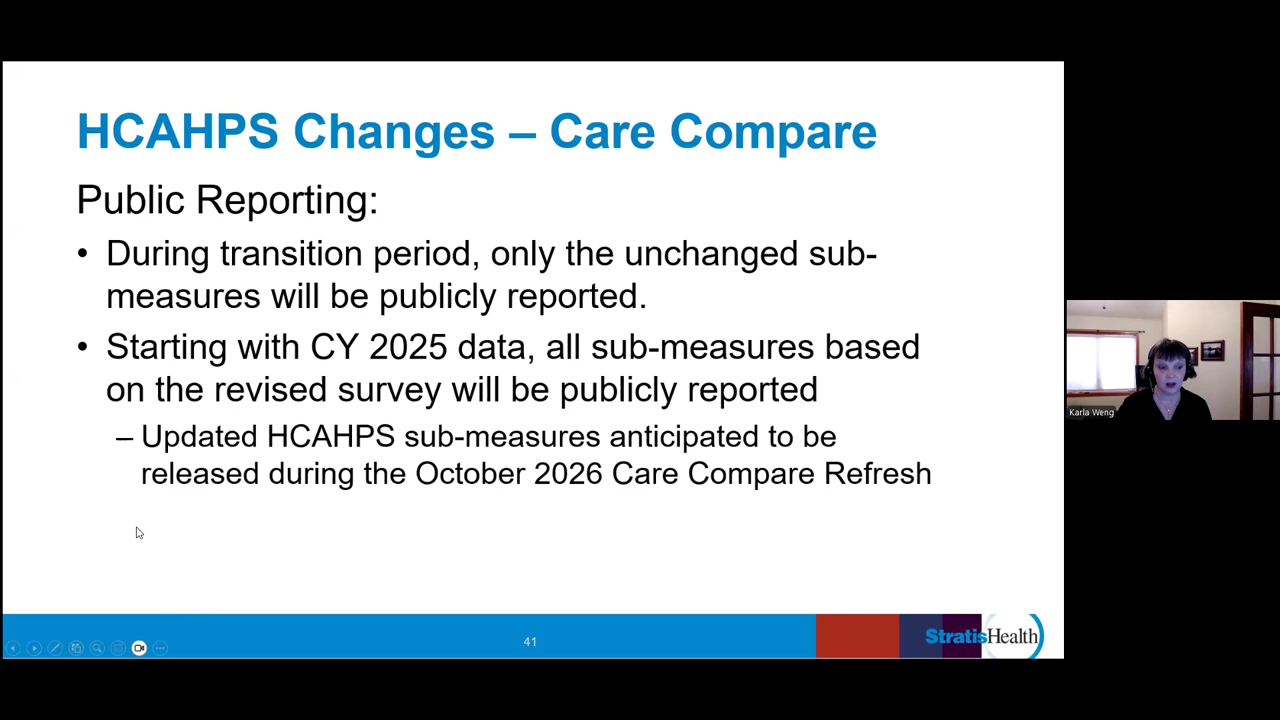 HCAHPS Changes – Care Compare
Public Reporting:
• During transition period, only the unchanged sub-
measures will be publicly reported.
• Starting with CY 2025 data, all sub-measures based
on the revised survey will be publicly reported
– Updated HCAHPS sub-measures anticipated to be
released during the October 2026 Care Compare Refresh
Karla Weng
41
StratisHealth